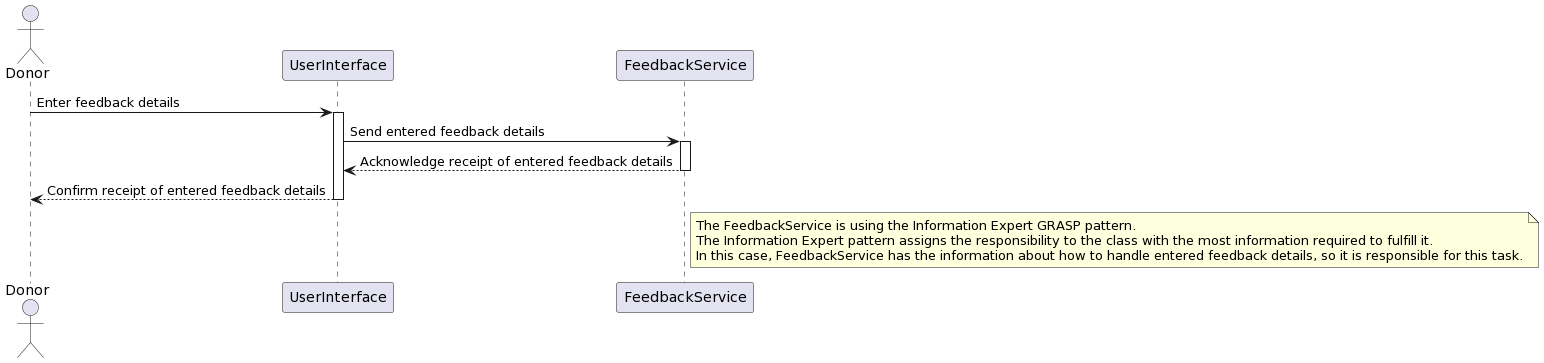 Donor
UserInterface
FeedbackService
Enter feedback details
Send entered feedback details
Acknowledge receipt of entered feedback details
Confirm receipt of entered feedback details
The FeedbackService is using the Information Expert GRASP pattern.
The Information Expert pattern assigns the responsibility to the class with the most information required to fulfill it.
In this case, FeedbackService has the information about how to handle entered feedback details, so it is responsible for this task.
Donor
UserInterface
FeedbackService